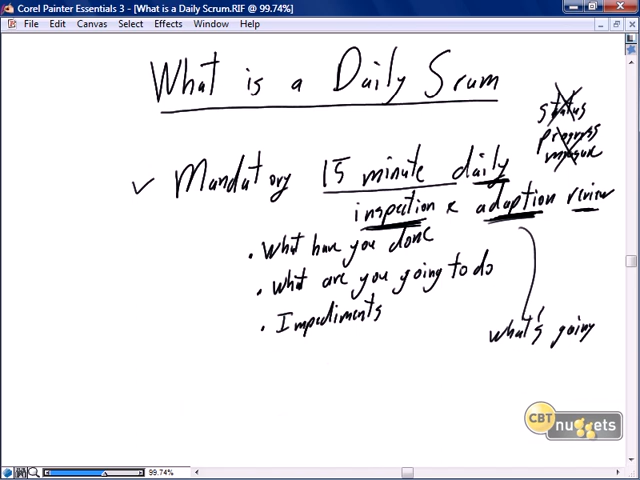 Corel Painter Essentials 3 - [What is a Daily Scrum.RIF @ 99.74%]
File Edit Canvas Select Effects Movie Window Help
What is a Daily Scrum
status
progress
measure
✓ Mandatory 15 minute daily
inspection & adaption review
• What have you done
• What are you going to do
• Impediments
what's going
CBT nuggets
99.74%